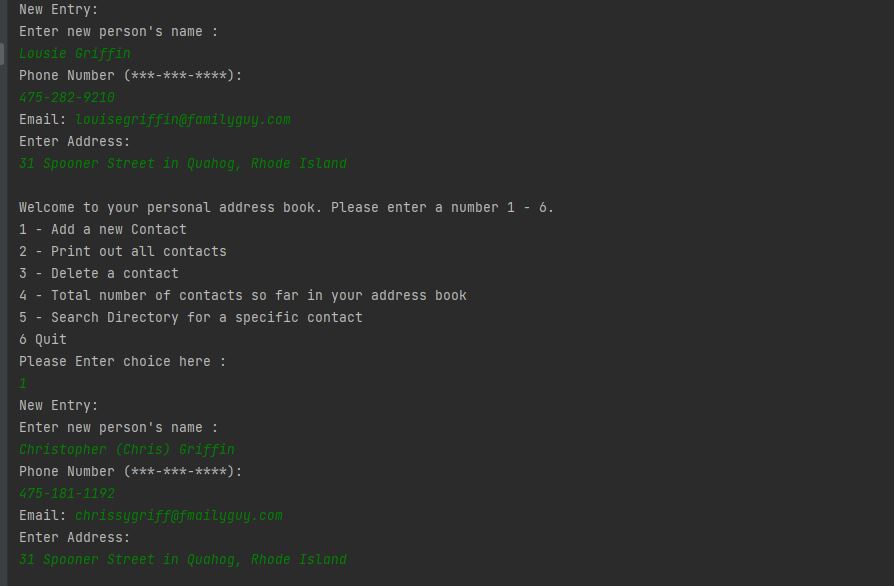 New Entry:
Enter new person's name :
Lousie Griffin
Phone Number (***-***-****):
475-282-9210
Email: louisegriffin@familyguy.com
Enter Address:
31 Spooner Street in Quahog, Rhode Island
Welcome to your personal address book. Please enter a number 1 - 6.
1 - Add a new Contact
2 - Print out all contacts
3 - Delete a contact
4 - Total number of contacts so far in your address book
5 - Search Directory for a specific contact
6 Quit
Please Enter choice here :
1
New Entry:
Enter new person's name :
Christopher (Chris) Griffin
Phone Number (***-***-****):
475-181-1192
Email: chrissygriff@fmailyguy.com
Enter Address:
31 Spooner Street in Quahog, Rhode Island